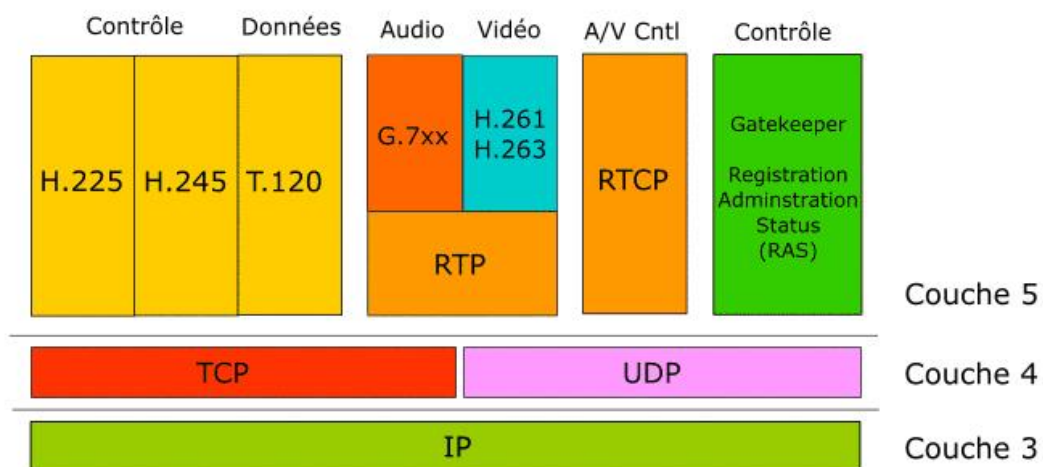 Contrôle
Données
Audio
Vidéo
A/V Cntl
Contrôle
H.225
H.245
T.120
G.7xx
H.261
H.263
RTP
RTCP
Gatekeeper
Registration
Adminstration
Status
(RAS)
Couche 5
TCP
UDP
Couche 4
IP
Couche 3